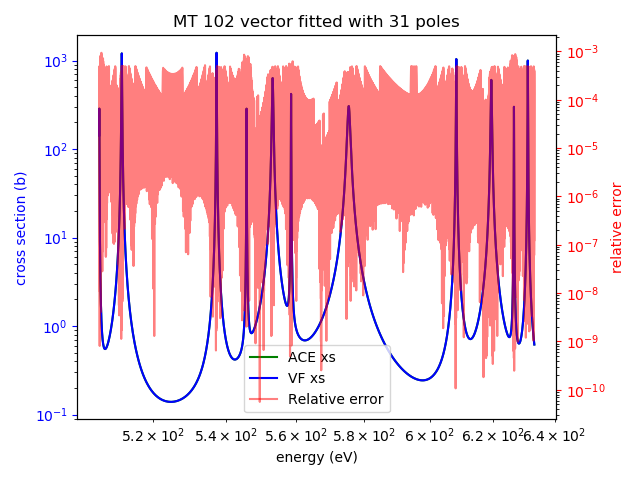 MT 102 vector fitted with 31 poles
10³
10²
10¹
10⁰
10⁻¹
cross section (b)
10⁻³
10⁻⁴
10⁻⁵
10⁻⁶
10⁻⁷
10⁻⁸
10⁻⁹
10⁻¹⁰
relative error
ACE xs
VF xs
Relative error
5.2 × 10² 5.4 × 10² 5.6 × 10² 5.8 × 10² 6 × 10² 6.2 × 10² 6.4 × 10²
energy (eV)